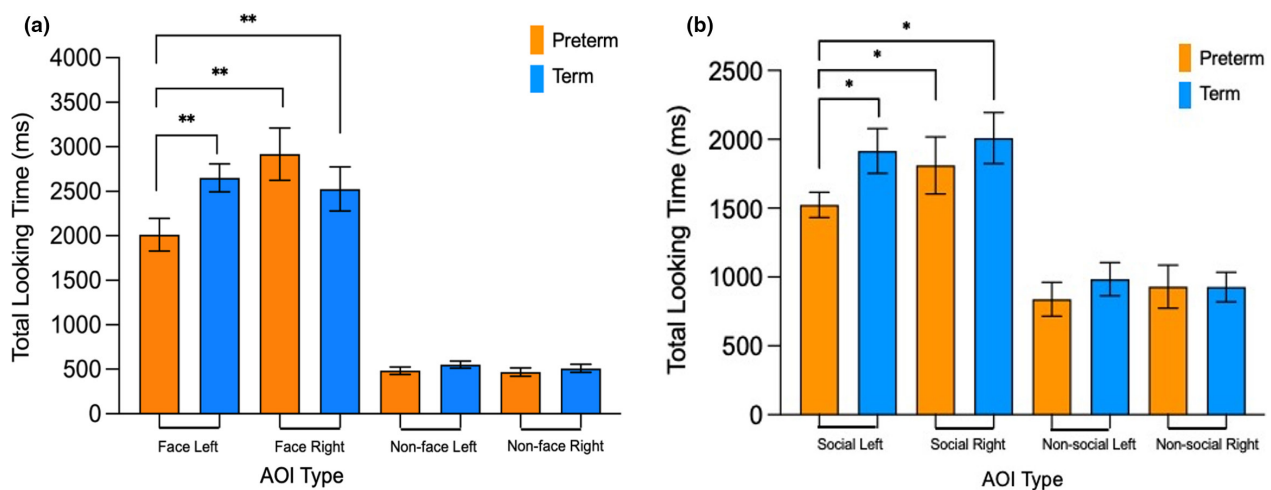 (a)
**
**
**
Preterm
Term
4000
3500
3000
2500
2000
1500
1000
500
0
Total Looking Time (ms)
Face Left
Face Right
Non-face Left
Non-face Right
AOI Type
(b)
*
*
*
Preterm
Term
2500
2000
1500
1000
500
0
Total Looking Time (ms)
Social Left
Social Right
Non-social Left
Non-social Right
AOI Type